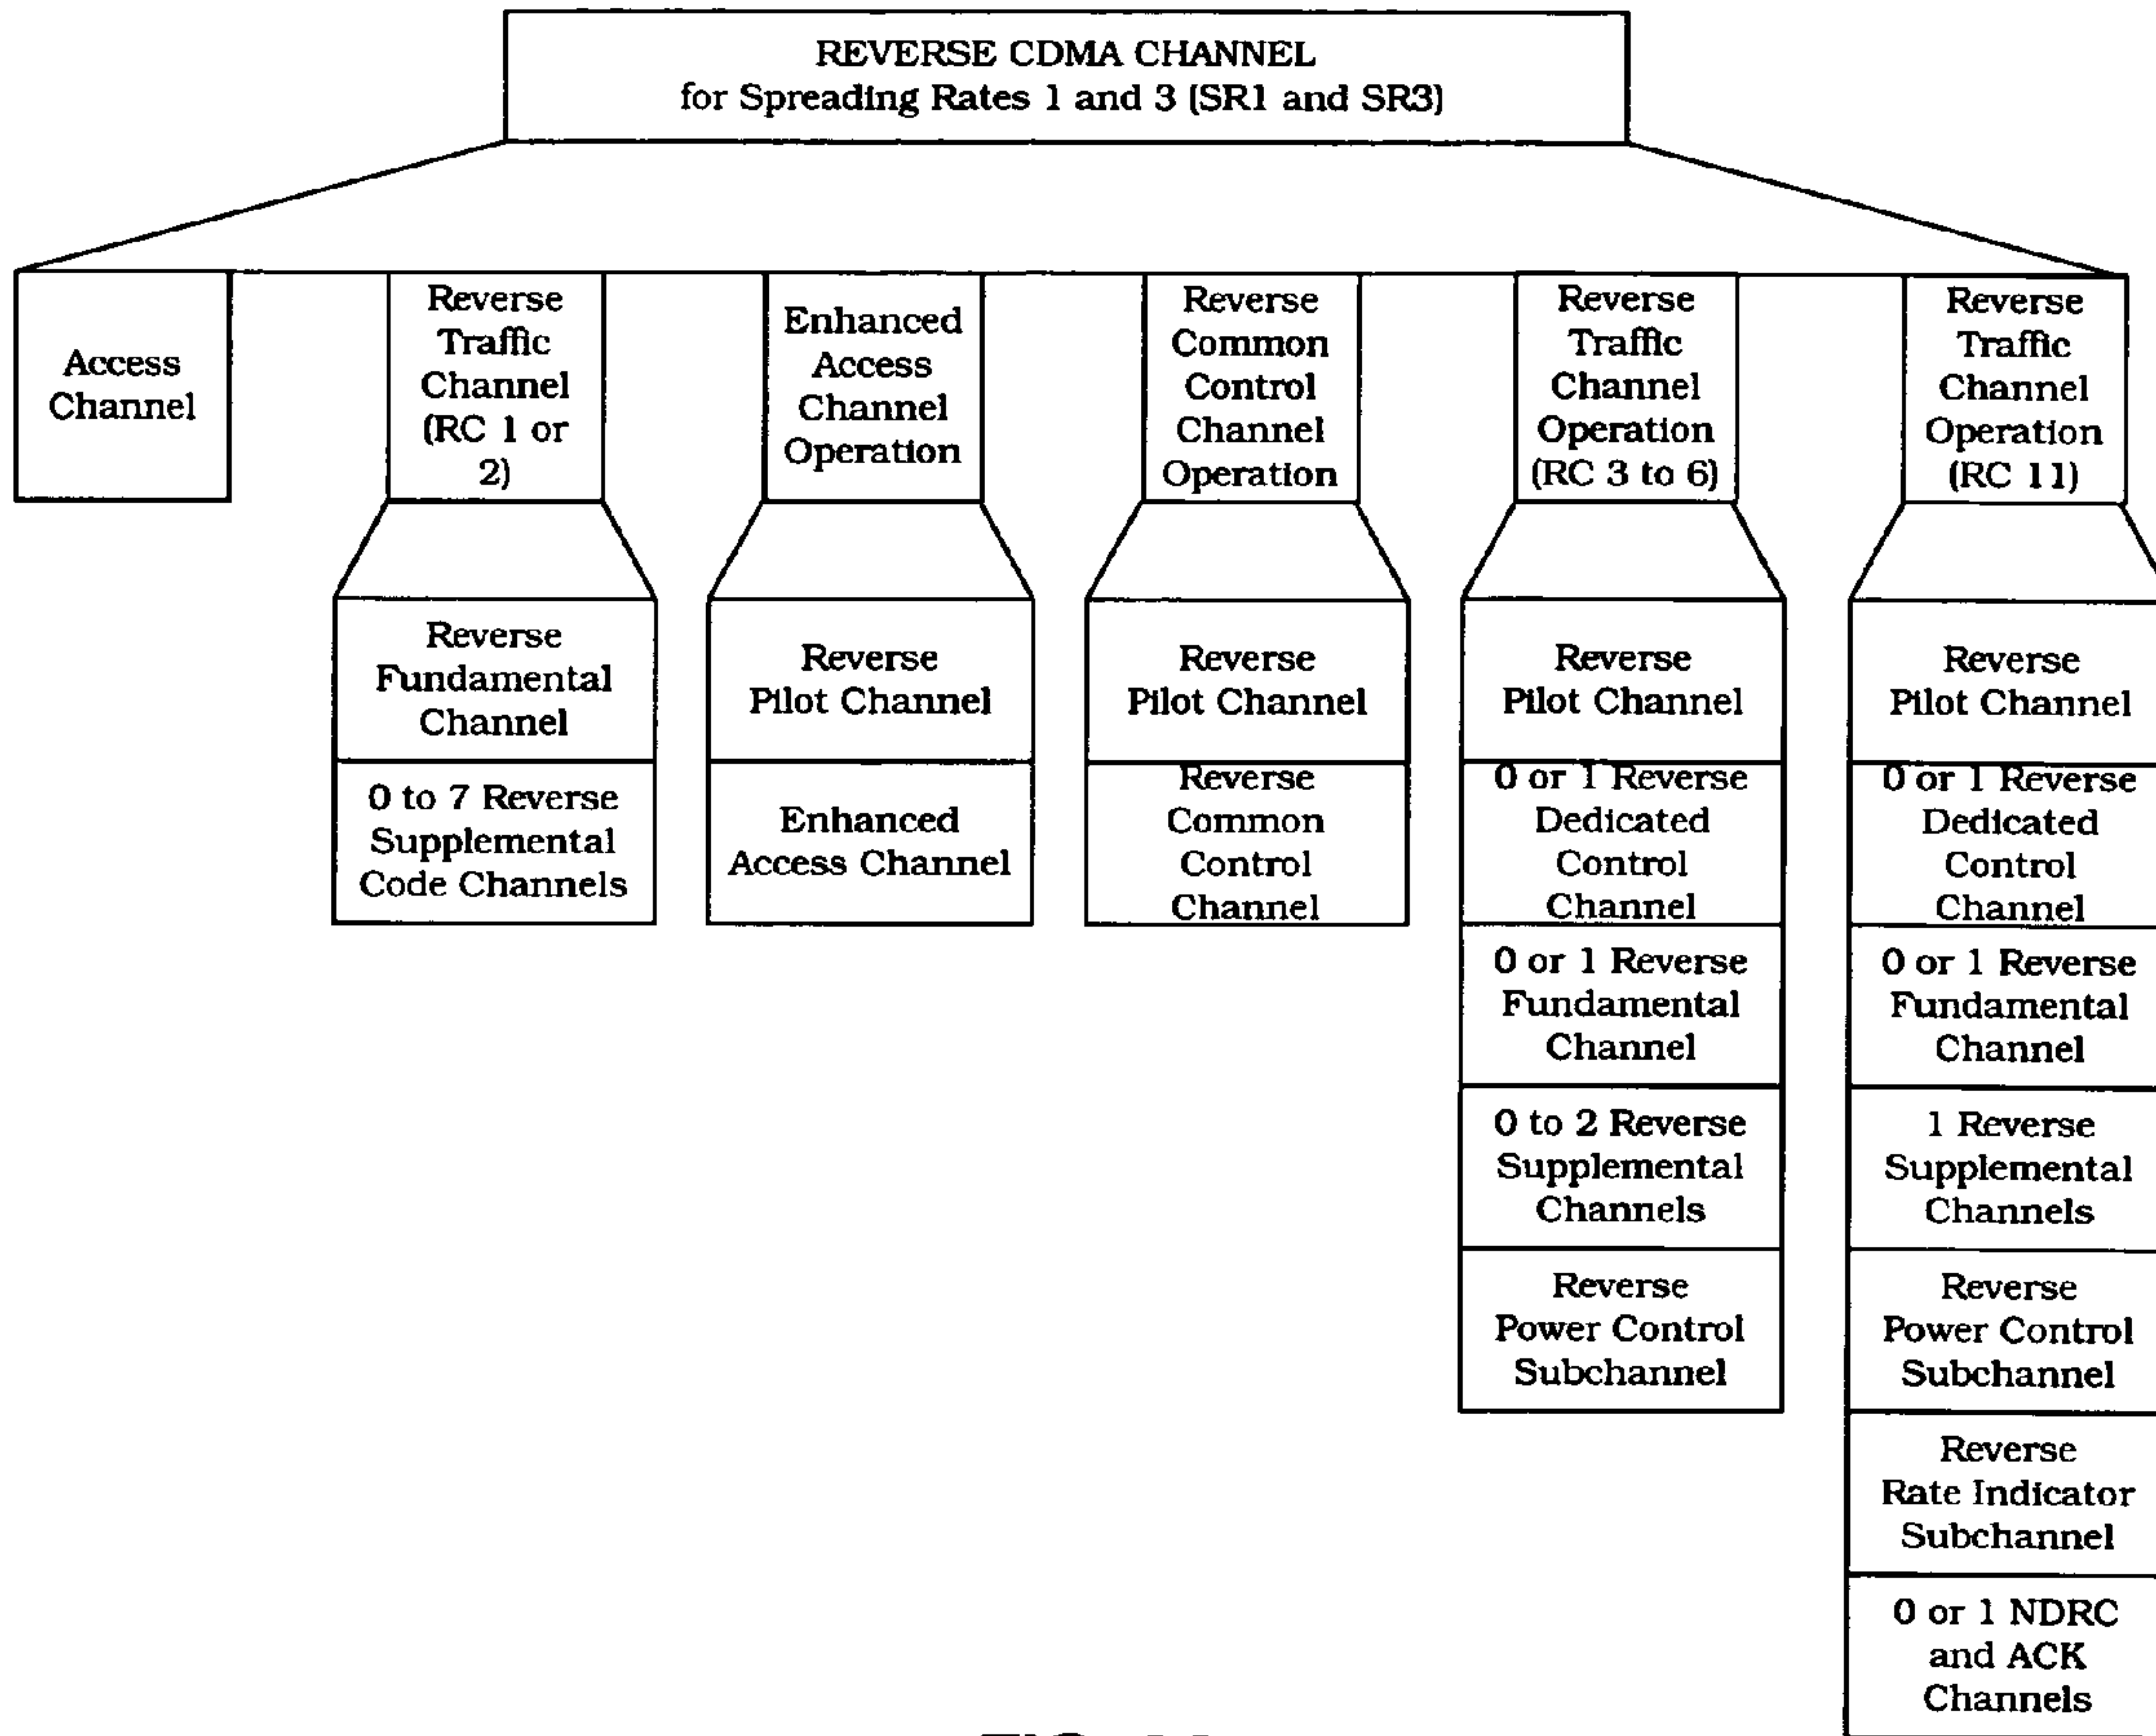 REVERSE CDMA CHANNEL
for Spreading Rates 1 and 3 (SR1 and SR3)
Access
Channel
Reverse
Traffic
Channel
(RC 1 or
2)
Enhanced
Access
Channel
Operation
Reverse
Common
Control
Channel
Operation
Reverse
Traffic
Channel
Operation
(RC 3 to 6)
Reverse
Traffic
Channel
Operation
(RC 11)
Reverse
Fundamental
Channel
0 to 7 Reverse
Supplemental
Code Channels
Reverse
Pilot Channel
Enhanced
Access Channel
Reverse
Pilot Channel
Reverse
Common
Control
Channel
Reverse
Pilot Channel
0 or 1 Reverse
Dedicated
Control
Channel
0 or 1 Reverse
Fundamental
Channel
0 to 2 Reverse
Supplemental
Channels
Reverse
Power Control
Subchannel
Reverse
Pilot Channel
0 or 1 Reverse
Dedicated
Control
Channel
0 or 1 Reverse
Fundamental
Channel
1 Reverse
Supplemental
Channels
Reverse
Power Control
Subchannel
Reverse
Rate Indicator
Subchannel
0 or 1 NDRC
and ACK
Channels